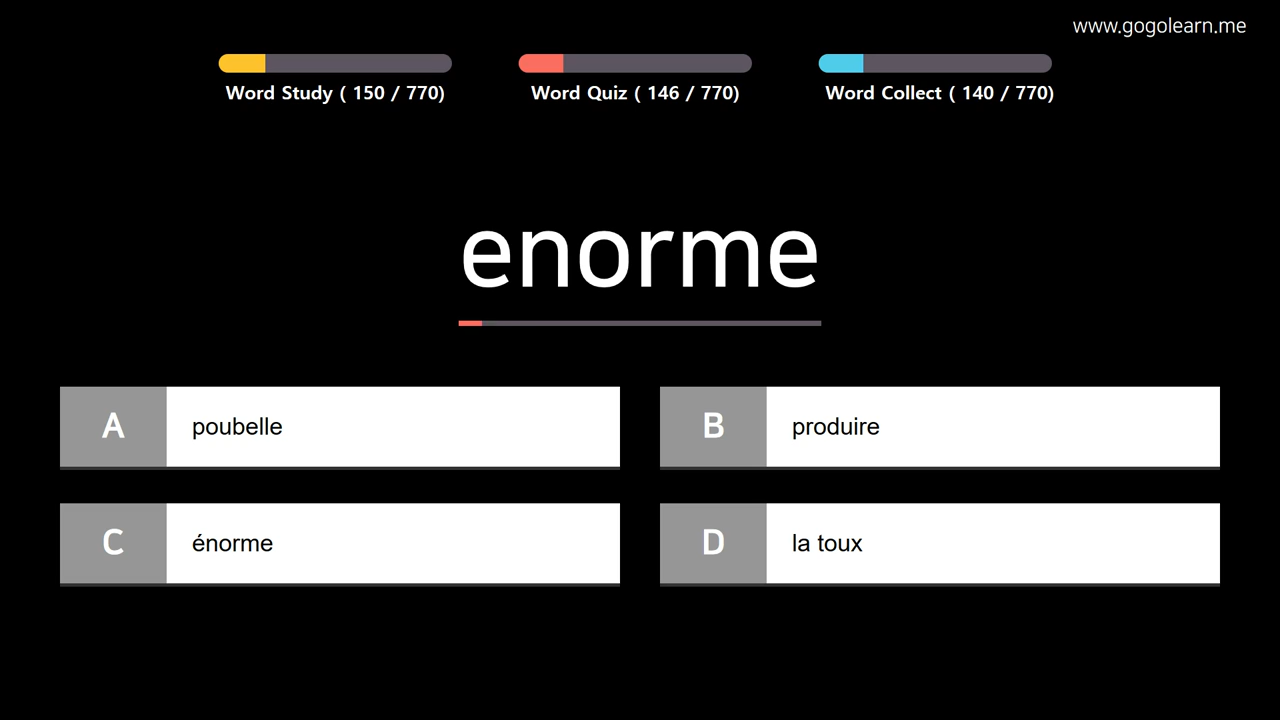 www.gogolearn.me
Word Study ( 150 / 770)
Word Quiz ( 146 / 770)
Word Collect ( 140 / 770)
enorme
A poubelle
B produire
C énorme
D la toux